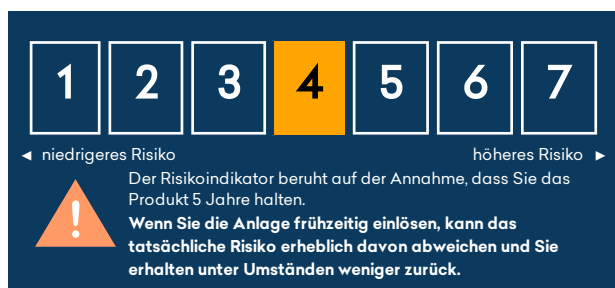 1 2 3 4 5 6 7
◄ niedrigeres Risiko höheres Risiko ►
Der Risikoindikator beruht auf der Annahme, dass Sie das
Produkt 5 Jahre halten.
Wenn Sie die Anlage frühzeitig einlösen, kann das
tatsächliche Risiko erheblich davon abweichen und Sie
erhalten unter Umständen weniger zurück.